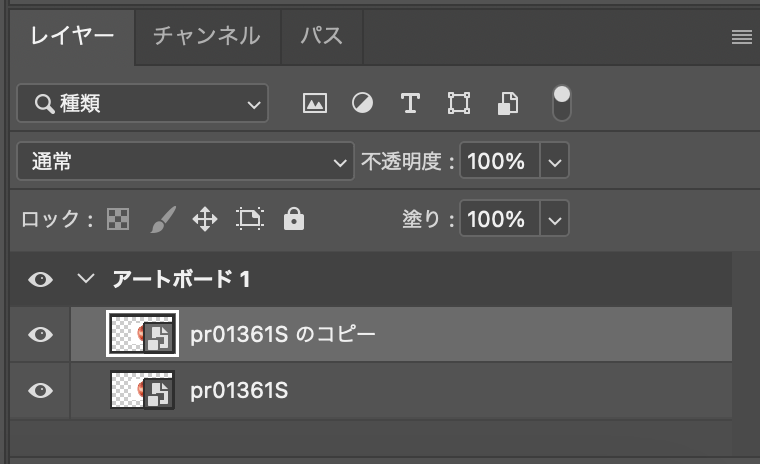 レイヤー チャンネル パス
種類
通常 不透明度 : 100%
ロック : 塗り : 100%
アートボード 1
pr01361S のコピー
pr01361S